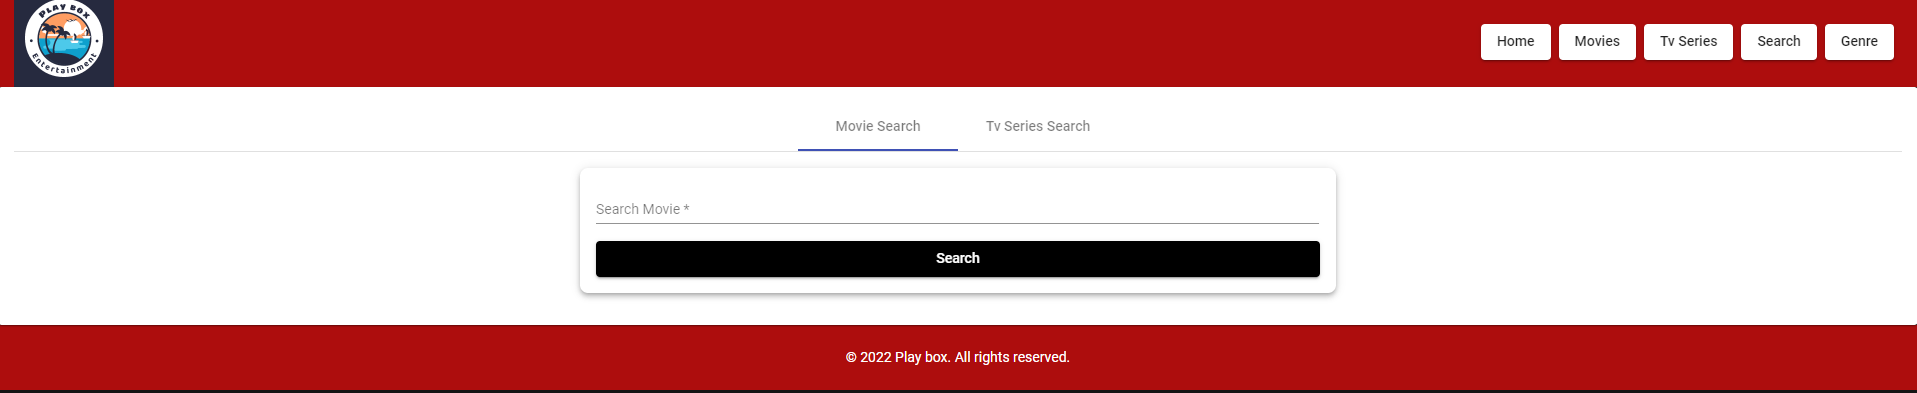 PLAY BOX
Entertainment
Home
Movies
Tv Series
Search
Genre
Movie Search
Tv Series Search
Search Movie *
Search
© 2022 Play box. All rights reserved.